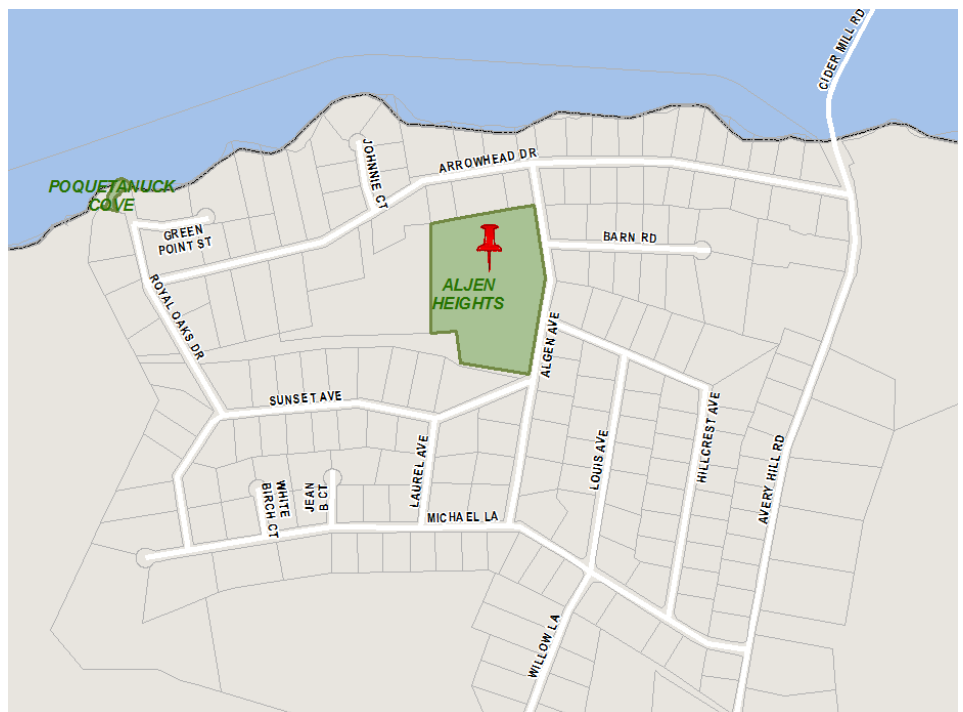 CIDER MILL RD
JOHNNIE CT
ARROWHEAD DR
POQUETANUCK
COVE
GREEN
POINT ST
BARN RD
ALJEN
HEIGHTS
ROYAL OAKS DR
ALGEN AVE
SUNSET AVE
HILLCREST AVE
LAUREL AVE
LOUIS AVE
AVERY HILL RD
WHITE
BIRCH CT
JEAN
B CT
MICHAEL LA
WILLOW LA